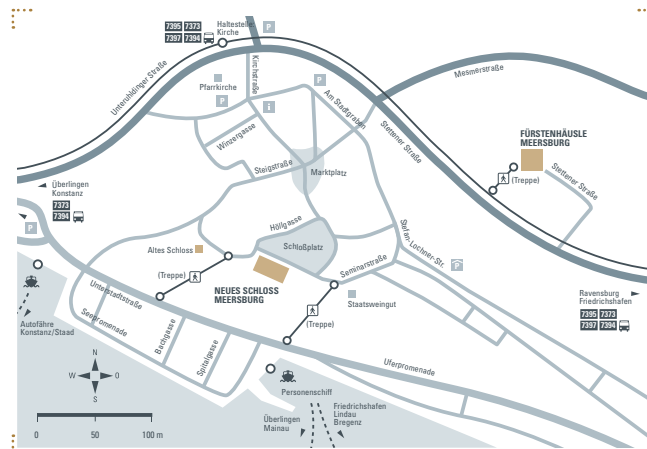 7395 7373
7397 7394
Haltestelle
Kirche
P
Unteruhldinger Straße
Pfarrkirche
P
Kirchstraße
i
P
Am Stadtgraben
Mesmerstraße
Stettener Straße
Winzergasse
Steigstraße
Marktplatz
FÜRSTENHÄUSLE
MEERSBURG
(Treppe)
Stettener Straße
Überlingen
Konstanz
7373
7394
P
Höllgasse
Schloßplatz
Altes Schloss
(Treppe)
NEUES SCHLOSS
MEERSBURG
Seminarstraße
Stefan-Lochner-Str.
P
Staatsweingut
(Treppe)
Ravensburg
Friedrichshafen
7395 7373
7397 7394
Autofähre
Konstanz/Staad
Unterstadtstraße
Seepromenade
Bachgasse
Spitalgasse
Uferpromenade
N
W O
S
Personenschiff
Überlingen
Mainau
Friedrichshafen
Lindau
Bregenz
0 50 100 m